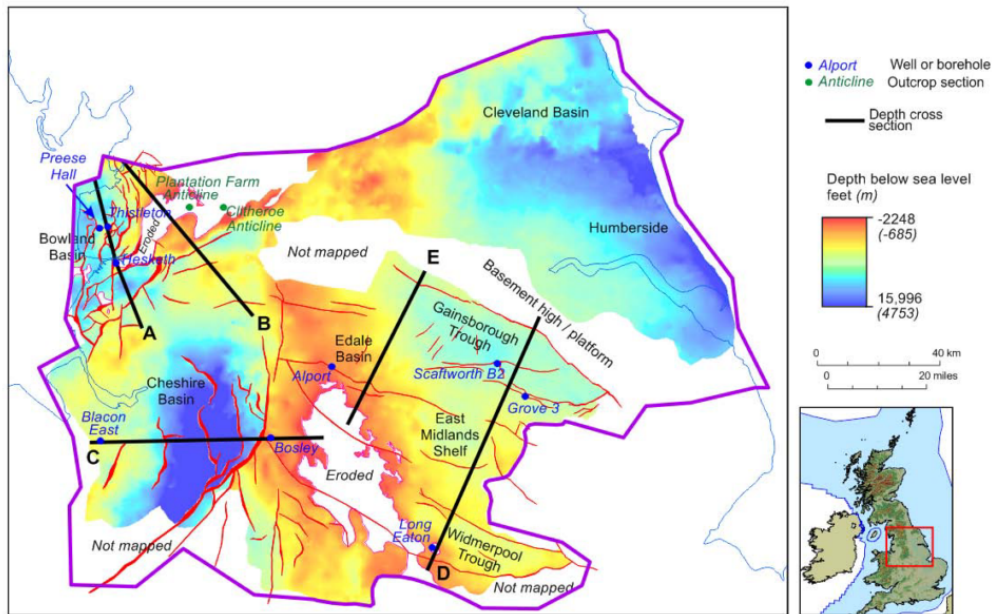 Cleveland Basin
Preese
Hall
Plantation Farm
Anticline
Thistleton
Clitheroe
Anticline
Eroded
Bowland
Basin
Hesketh
Humberside
Not mapped
E
Basement high / platform
A
B
Gainsborough
Trough
Edale
Basin
Alport
Scaftworth B2
Cheshire
Basin
Grove 3
Blacon
East
East
Midlands
Shelf
C
Bosley
Eroded
Long
Eaton
Widmerpool
Trough
Not mapped
D
Not mapped
Alport Well or borehole
Anticline Outcrop section
Depth cross
section
Depth below sea level
feet (m)
-2248
(-685)
15,996
(4753)
0 40 km
0 20 miles